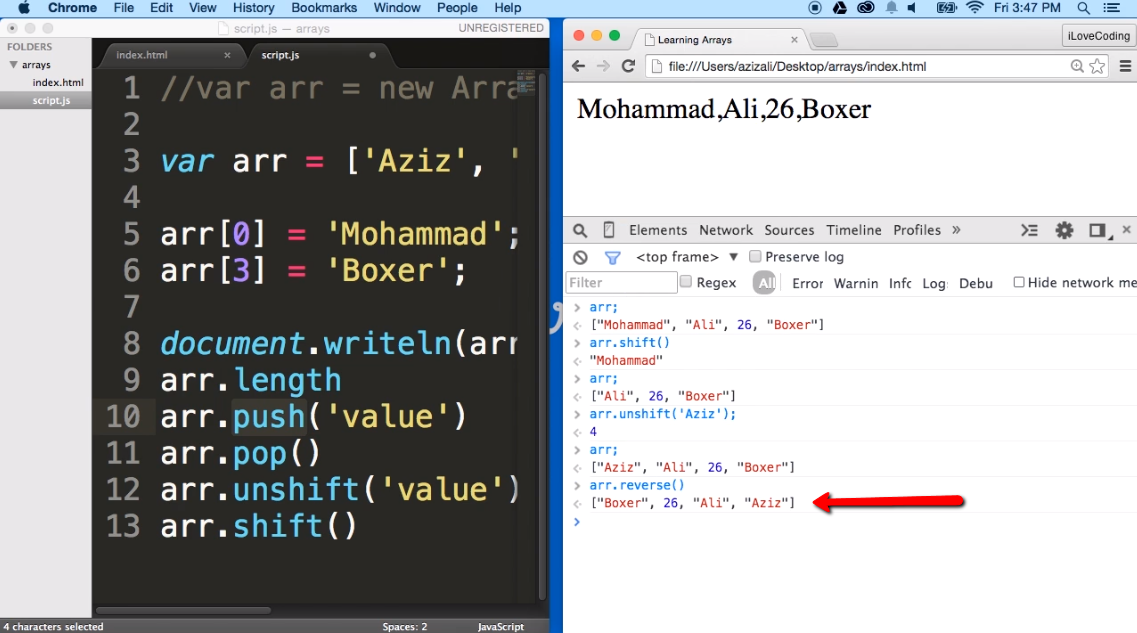 Chrome File Edit View History Bookmarks Window People Help Fri 3:47 PM
script.js — arrays UNREGISTERED
FOLDERS
arrays
index.html
script.js
index.html × script.js
1 //var arr = new Arra
2
3 var arr = ['Aziz', '
4
5 arr[0] = 'Mohammad';
6 arr[3] = 'Boxer';
7
8 document.writeln(arr
9 arr.length
10 arr.push('value')
11 arr.pop()
12 arr.unshift('value')
13 arr.shift()
4 characters selected Spaces: 2 JavaScript
Learning Arrays × iLoveCoding
file:///Users/azizali/Desktop/arrays/index.html
Mohammad,Ali,26,Boxer
Elements Network Sources Timeline Profiles » ×
<top frame> ▼ Preserve log
Filter Regex All Error Warnin Info Log Debu Hide network me
> arr;
["Mohammad", "Ali", 26, "Boxer"]
> arr.shift()
"Mohammad"
> arr;
["Ali", 26, "Boxer"]
> arr.unshift('Aziz');
4
> arr;
["Aziz", "Ali", 26, "Boxer"]
> arr.reverse()
["Boxer", 26, "Ali", "Aziz"]
>